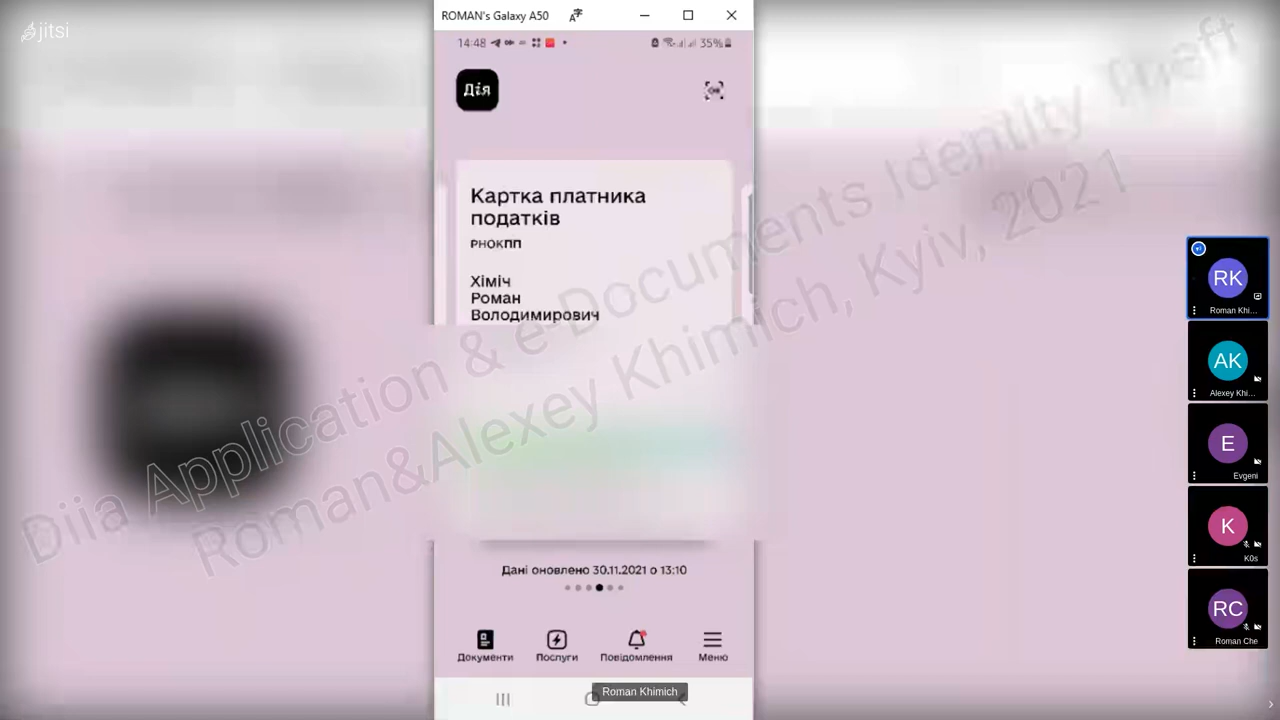 jitsi
ROMAN's Galaxy A50
14:48
35%
Дія
Картка платника
податків
РНОКПП
Хіміч
Роман
Володимирович
Diia Application & e-Documents Identity Theft
Roman&Alexey Khimich, Kyiv, 2021
Дані оновлено 30.11.2021 о 13:10
Документи
Послуги
Повідомлення
Меню
Roman Khimich
RK
Roman Khi...
AK
Alexey Khi...
E
Evgeni
K
K0s
RC
Roman Che